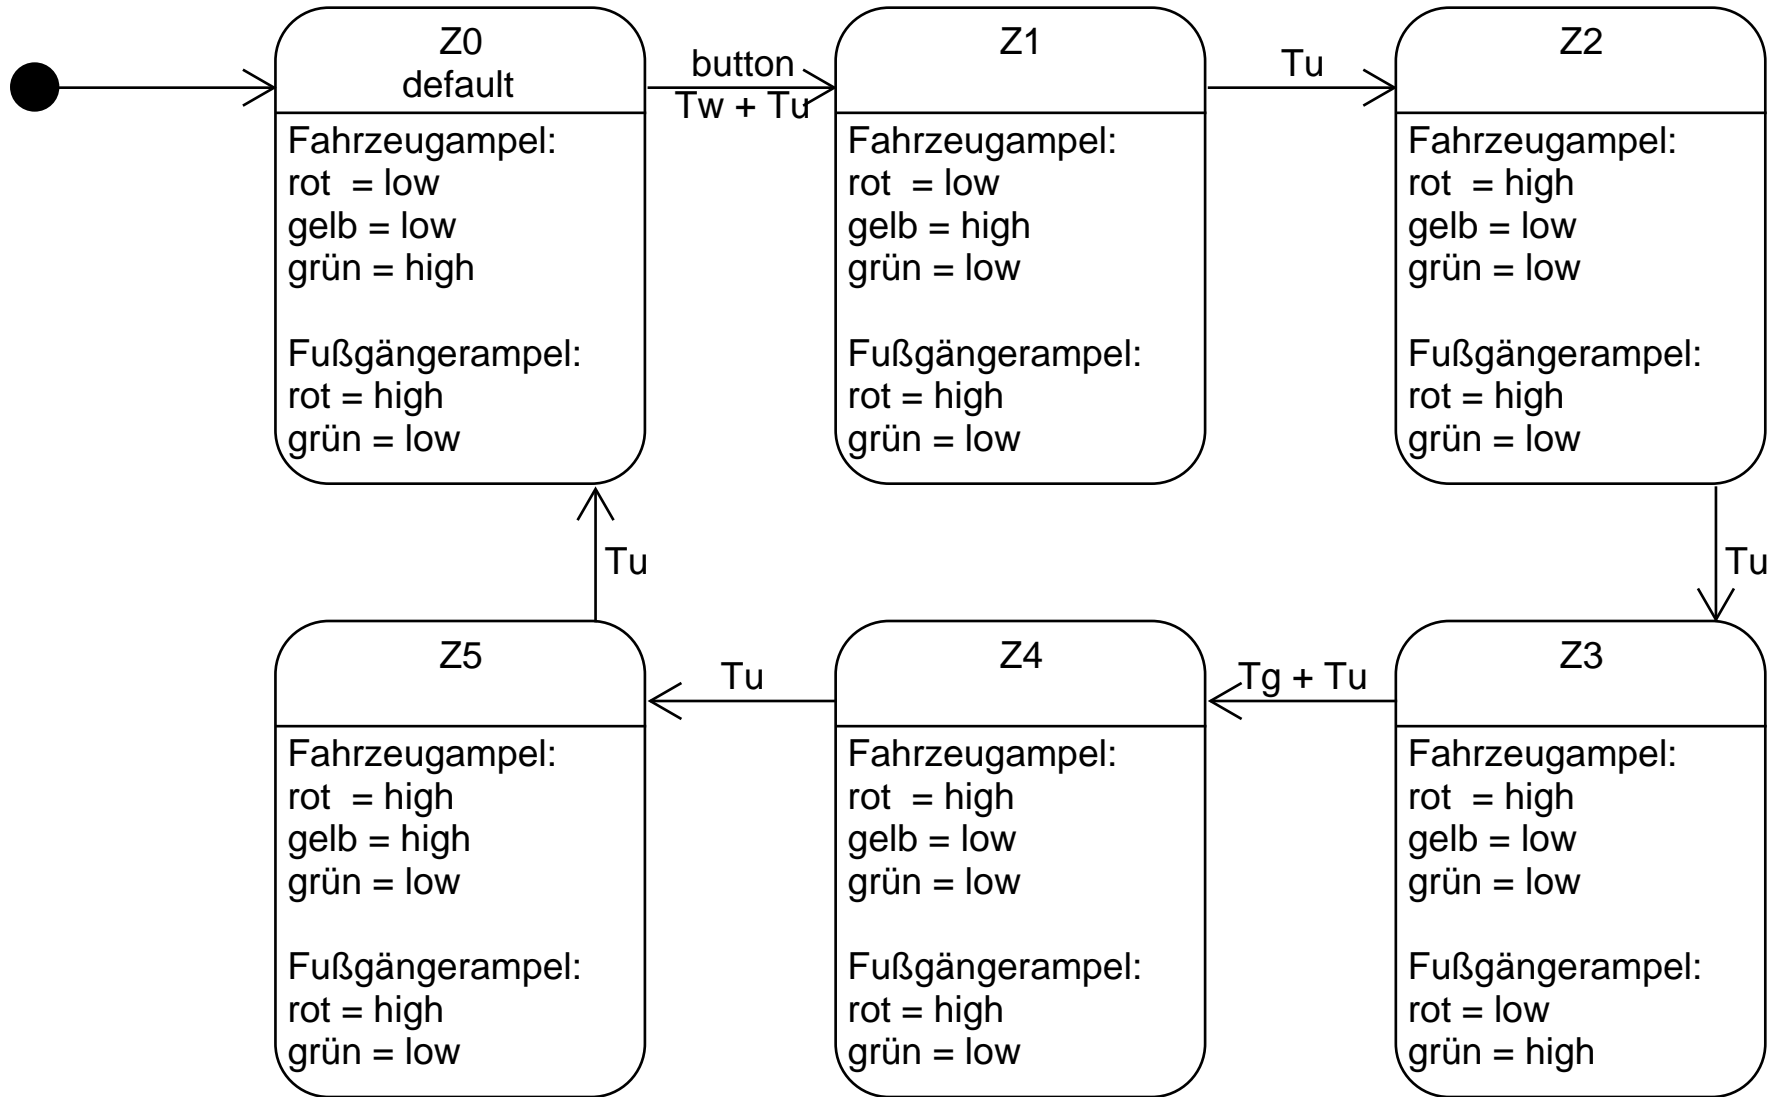 Z0
default
Fahrzeugampel:
rot  = low
gelb = low
grün = high
Fußgängerampel:
rot = high
grün = low
button
Tw + Tu
Z1
Fahrzeugampel:
rot  = low
gelb = high
grün = low
Fußgängerampel:
rot = high
grün = low
Tu
Z2
Fahrzeugampel:
rot  = high
gelb = low
grün = low
Fußgängerampel:
rot = high
grün = low
Tu
Z3
Fahrzeugampel:
rot  = high
gelb = low
grün = low
Fußgängerampel:
rot = low
grün = high
Tg + Tu
Z4
Fahrzeugampel:
rot  = high
gelb = low
grün = low
Fußgängerampel:
rot = high
grün = low
Tu
Z5
Fahrzeugampel:
rot  = high
gelb = high
grün = low
Fußgängerampel:
rot = high
grün = low
Tu